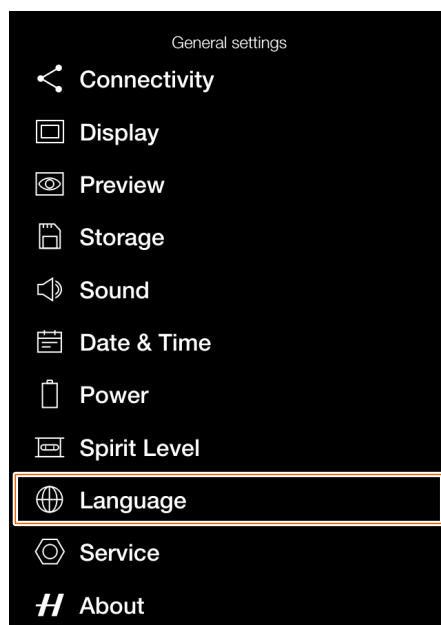 General settings
Connectivity
Display
Preview
Storage
Sound
Date & Time
Power
Spirit Level
Language
Service
About